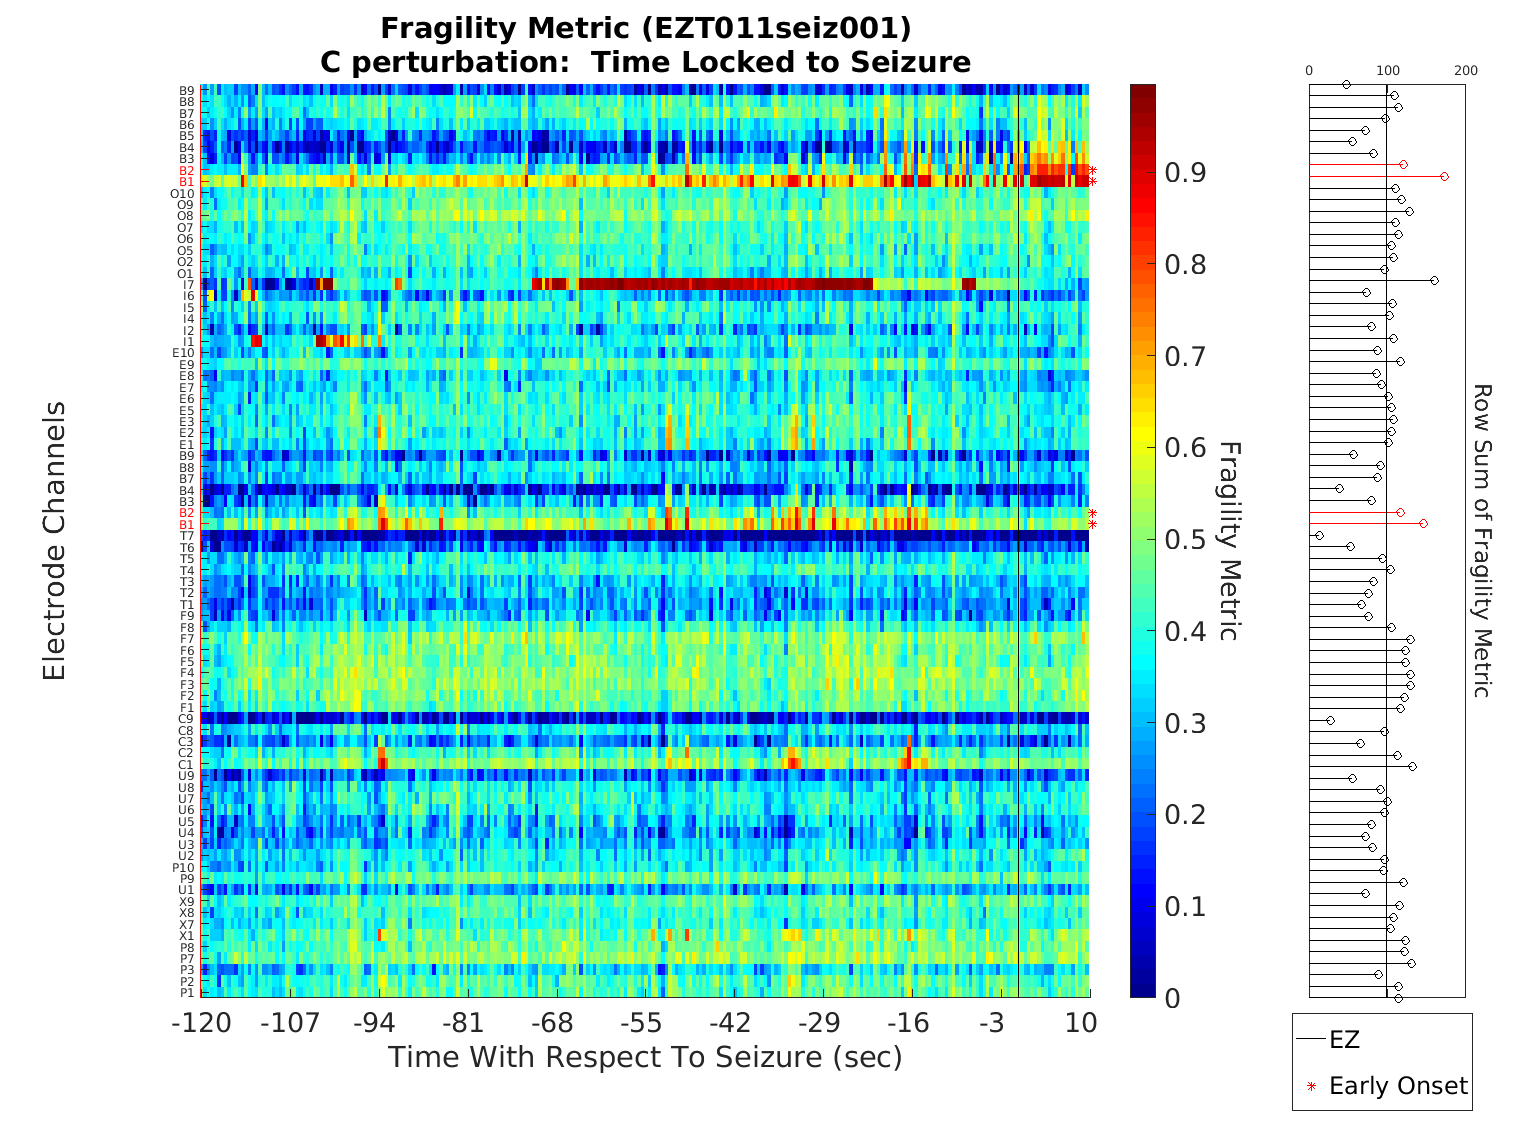 Fragility Metric (EZT011seiz001)
C perturbation:  Time Locked to Seizure
0 100 200
B9
B8
B7
B6
B5
B4
B3
B2
B1
O10
O9
O8
O7
O6
O5
O2
O1
I7
I6
I5
I4
I2
I1
E10
E9
E8
E7
E6
E5
E3
E2
E1
B9
B8
B7
B4
B3
B2
B1
T7
T6
T5
T4
T3
T2
T1
F9
F8
F7
F6
F5
F4
F3
F2
F1
C9
C8
C3
C2
C1
U9
U8
U7
U6
U5
U4
U3
U2
P10
P9
U1
X9
X8
X7
X1
P8
P7
P3
P2
P1
Electrode Channels
-120 -107 -94 -81 -68 -55 -42 -29 -16 -3 10
Time With Respect To Seizure (sec)
0.9
0.8
0.7
0.6
0.5
0.4
0.3
0.2
0.1
0
Fragility Metric
Row Sum of Fragility Metric
EZ
Early Onset